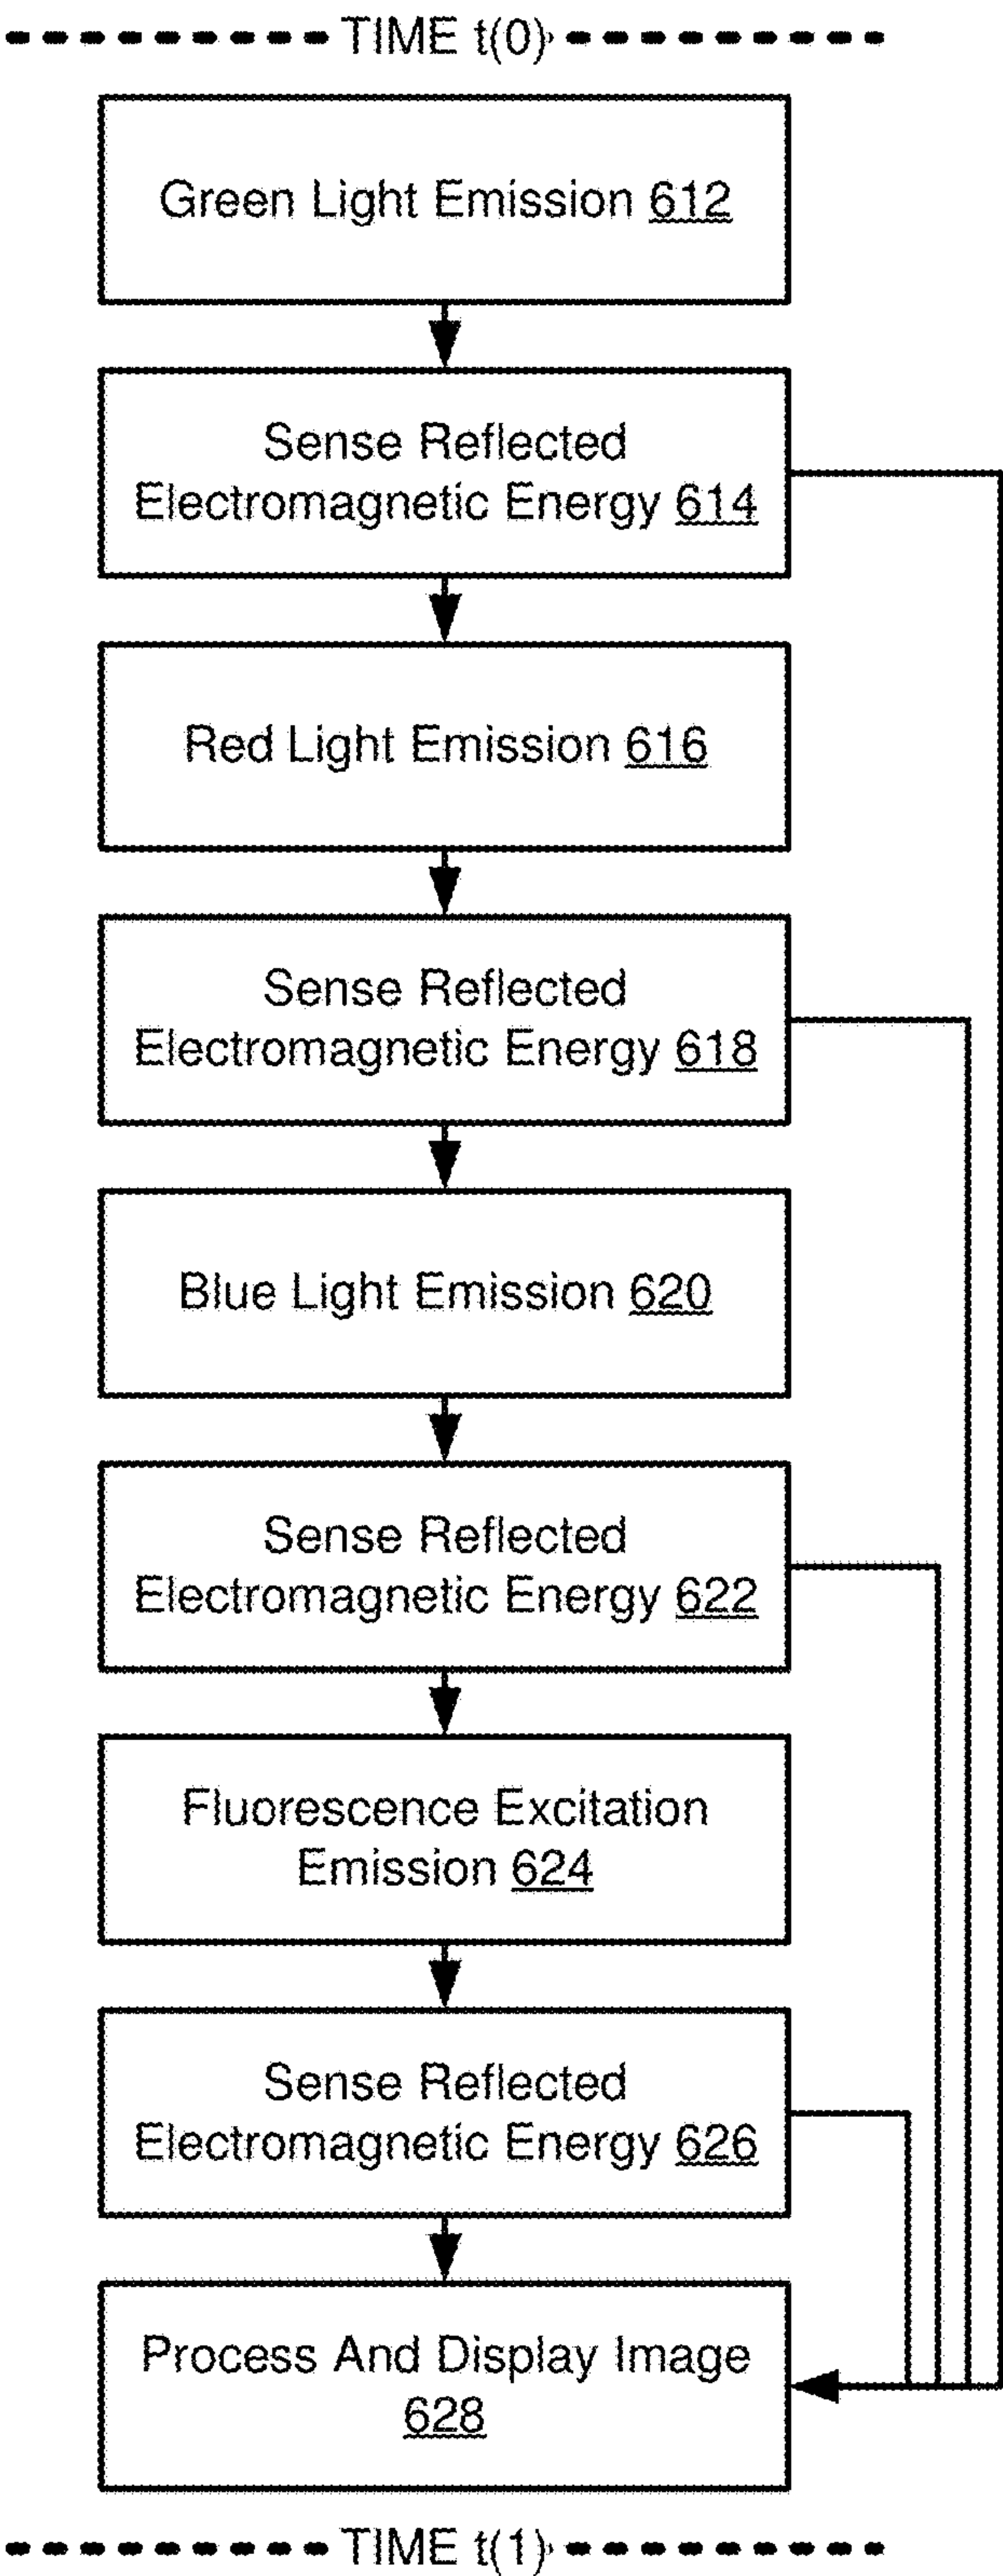 TIME t(0)
Green Light Emission 612
Sense Reflected
Electromagnetic Energy 614
Red Light Emission 616
Sense Reflected
Electromagnetic Energy 618
Blue Light Emission 620
Sense Reflected
Electromagnetic Energy 622
Fluorescence Excitation
Emission 624
Sense Reflected
Electromagnetic Energy 626
Process And Display Image
628
TIME t(1)